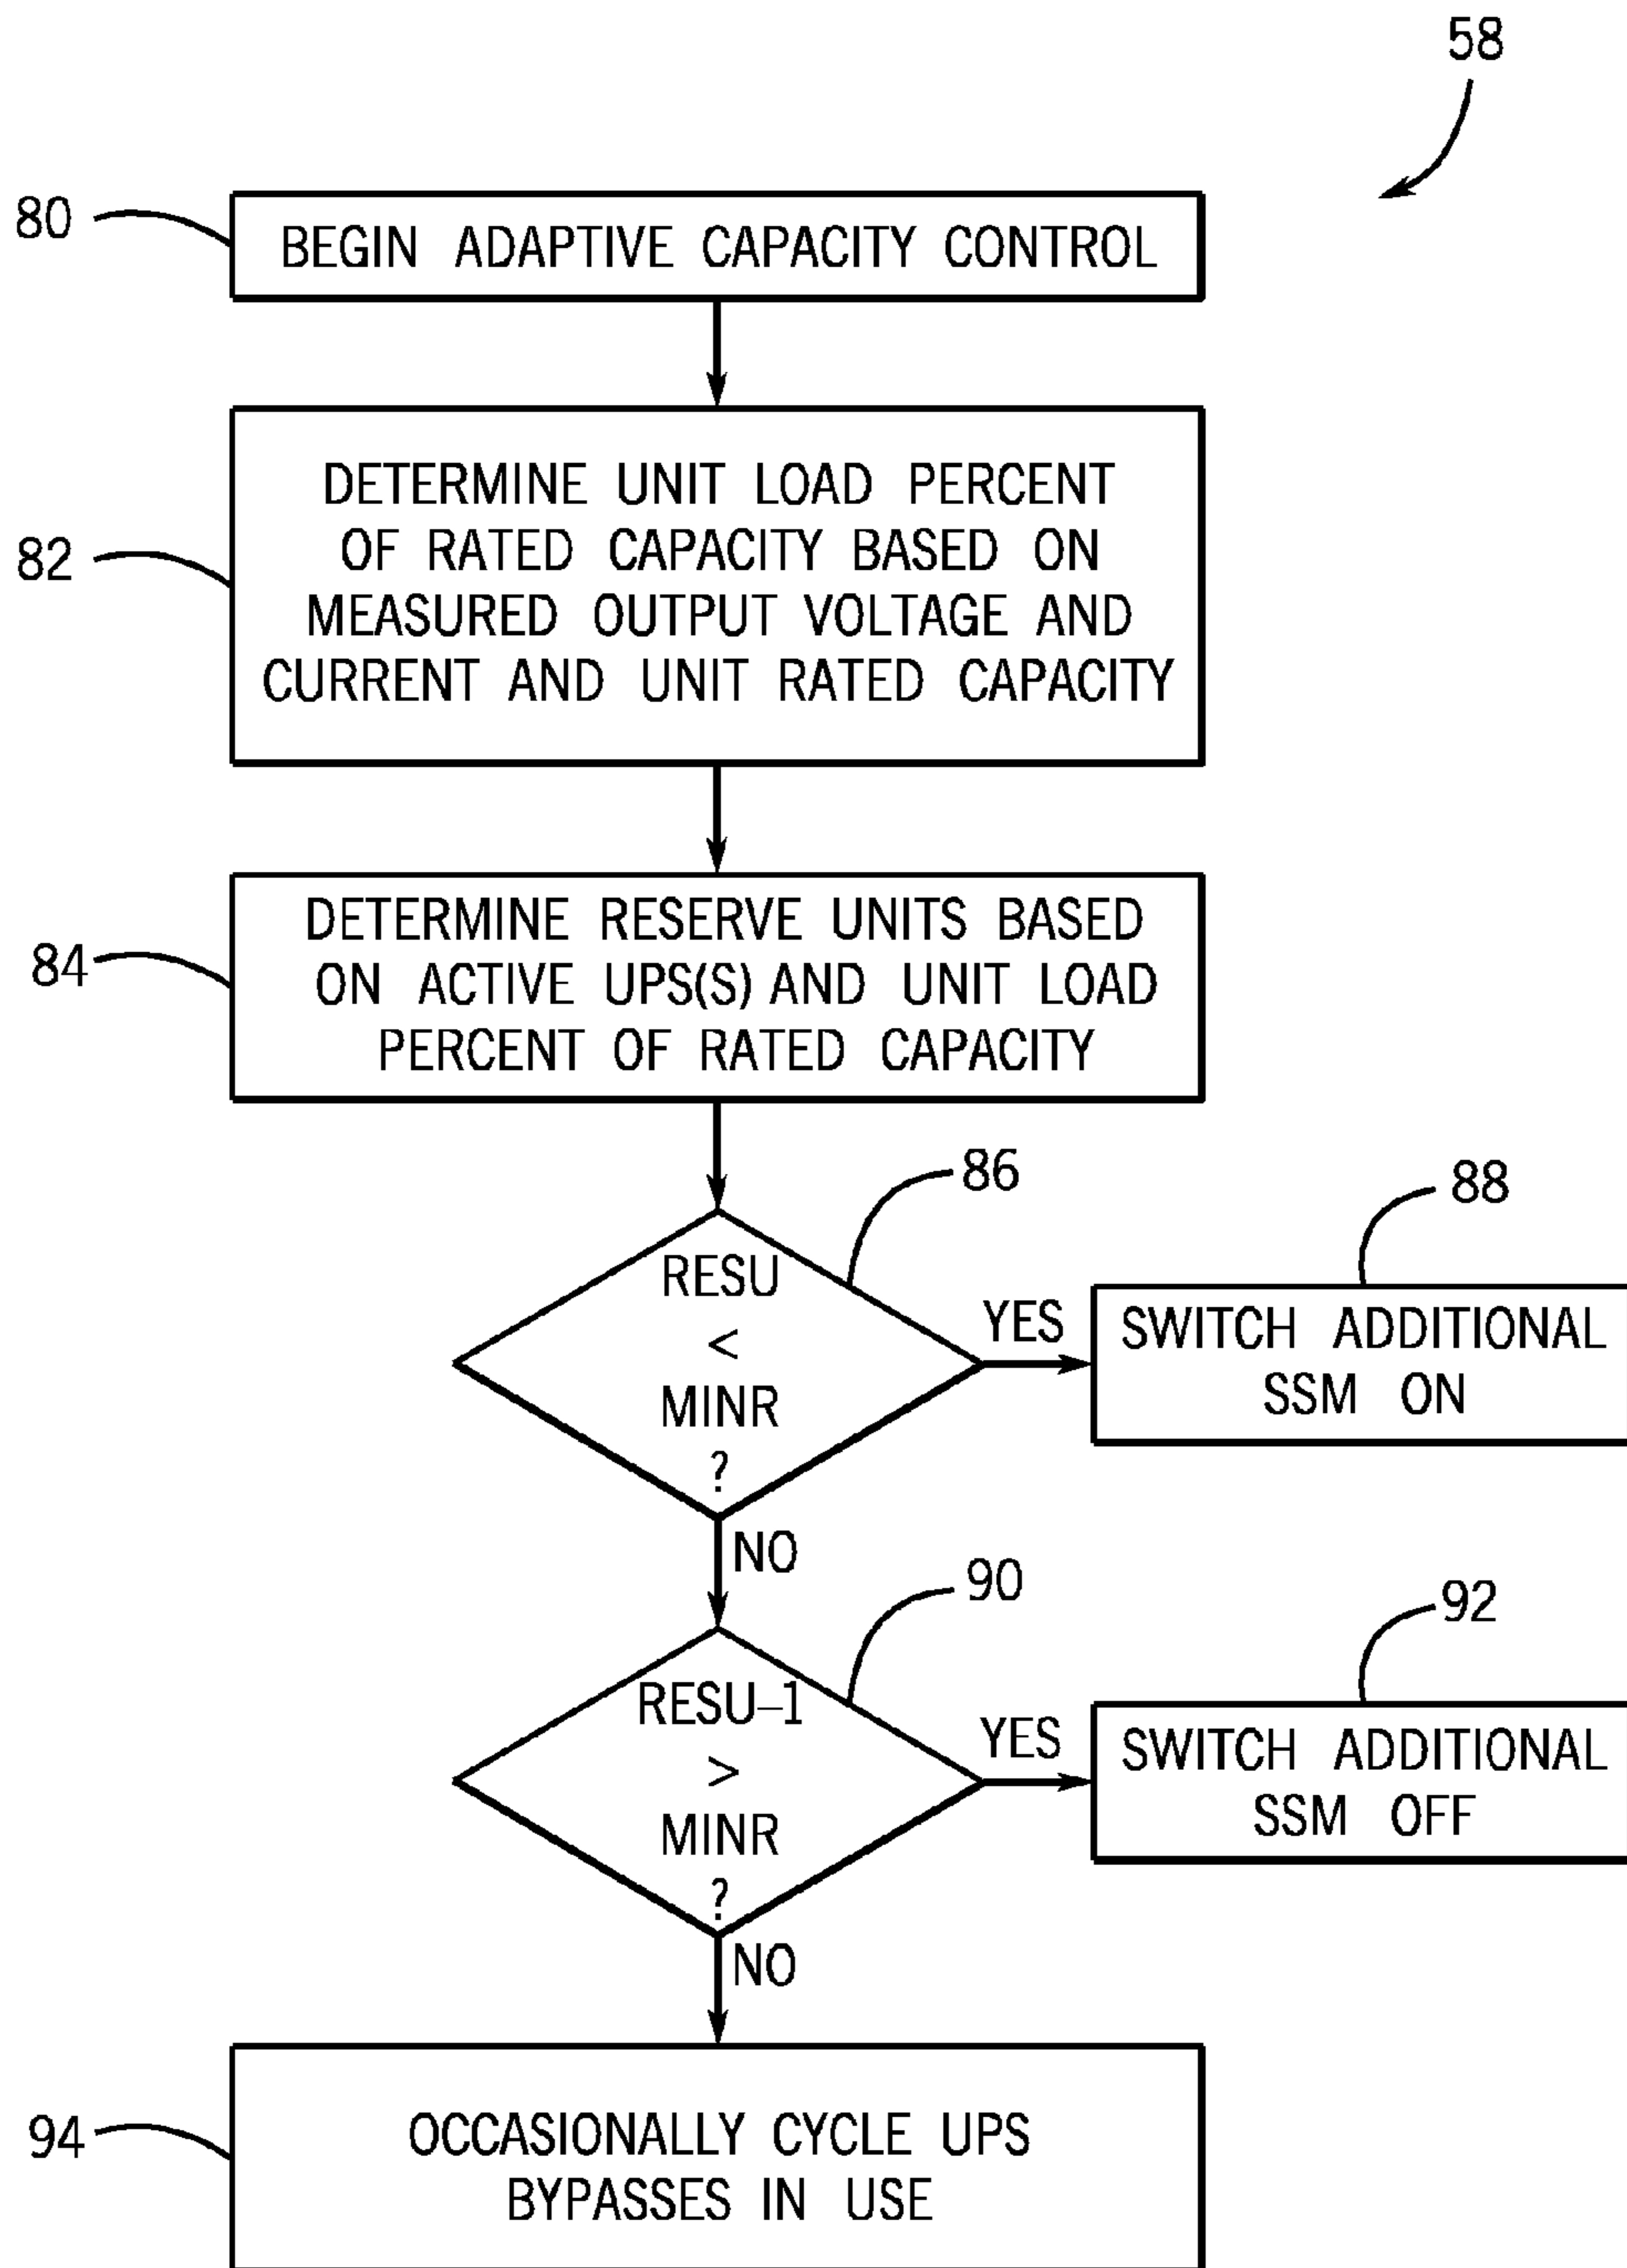 58
80
BEGIN ADAPTIVE CAPACITY CONTROL
82
DETERMINE UNIT LOAD PERCENT
OF RATED CAPACITY BASED ON
MEASURED OUTPUT VOLTAGE AND
CURRENT AND UNIT RATED CAPACITY
84
DETERMINE RESERVE UNITS BASED
ON ACTIVE UPS(S) AND UNIT LOAD
PERCENT OF RATED CAPACITY
86
RESU
<
MINR
?
YES
88
SWITCH ADDITIONAL
SSM ON
NO
90
RESU–1
>
MINR
?
YES
92
SWITCH ADDITIONAL
SSM OFF
NO
94
OCCASIONALLY CYCLE UPS
BYPASSES IN USE